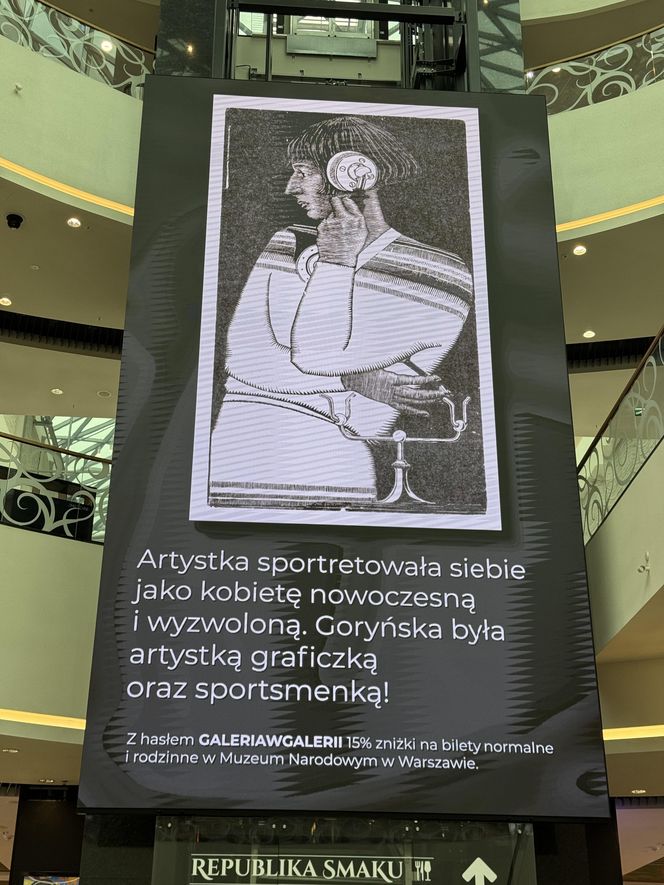 Artystka sportretowała siebie
jako kobietę nowoczesną
i wyzwoloną. Goryńska była
artystką graficzką
oraz sportsmenką!
Z hasłem GALERIAWGALERII 15% zniżki na bilety normalne
i rodzinne w Muzeum Narodowym w Warszawie.
REPUBLIKA SMAKU